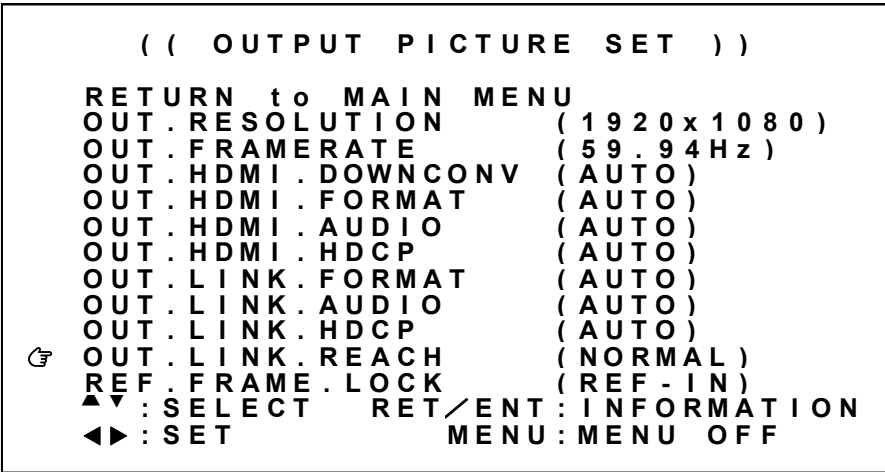 (( OUTPUT PICTURE SET ))
RETURN to MAIN MENU
OUT.RESOLUTION (1920x1080)
OUT.FRAMERATE (59.94Hz)
OUT.HDMI.DOWNCONV (AUTO)
OUT.HDMI.FORMAT (AUTO)
OUT.HDMI.AUDIO (AUTO)
OUT.HDMI.HDCP (AUTO)
OUT.LINK.FORMAT (AUTO)
OUT.LINK.AUDIO (AUTO)
OUT.LINK.HDCP (AUTO)
☞ OUT.LINK.REACH (NORMAL)
REF.FRAME.LOCK (REF-IN)
▲▼:SELECT RET/ENT:INFORMATION
◀▶:SET MENU:MENU OFF